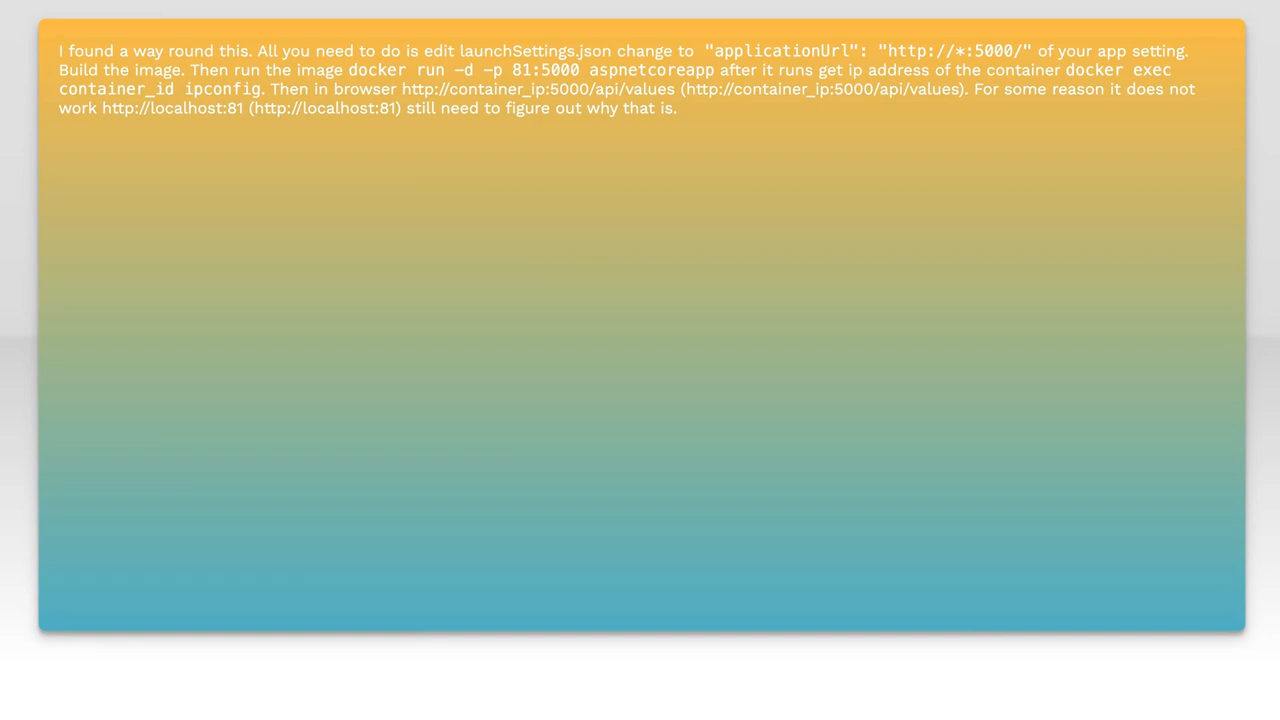 I found a way round this. All you need to do is edit launchSettings.json change to "applicationUrl": "http://*:5000/" of your app setting.
Build the image. Then run the image docker run –d –p 81:5000 aspnetcoreapp after it runs get ip address of the container docker exec
container_id ipconfig. Then in browser http://container_ip:5000/api/values (http://container_ip:5000/api/values). For some reason it does not
work http://localhost:81 (http://localhost:81) still need to figure out why that is.